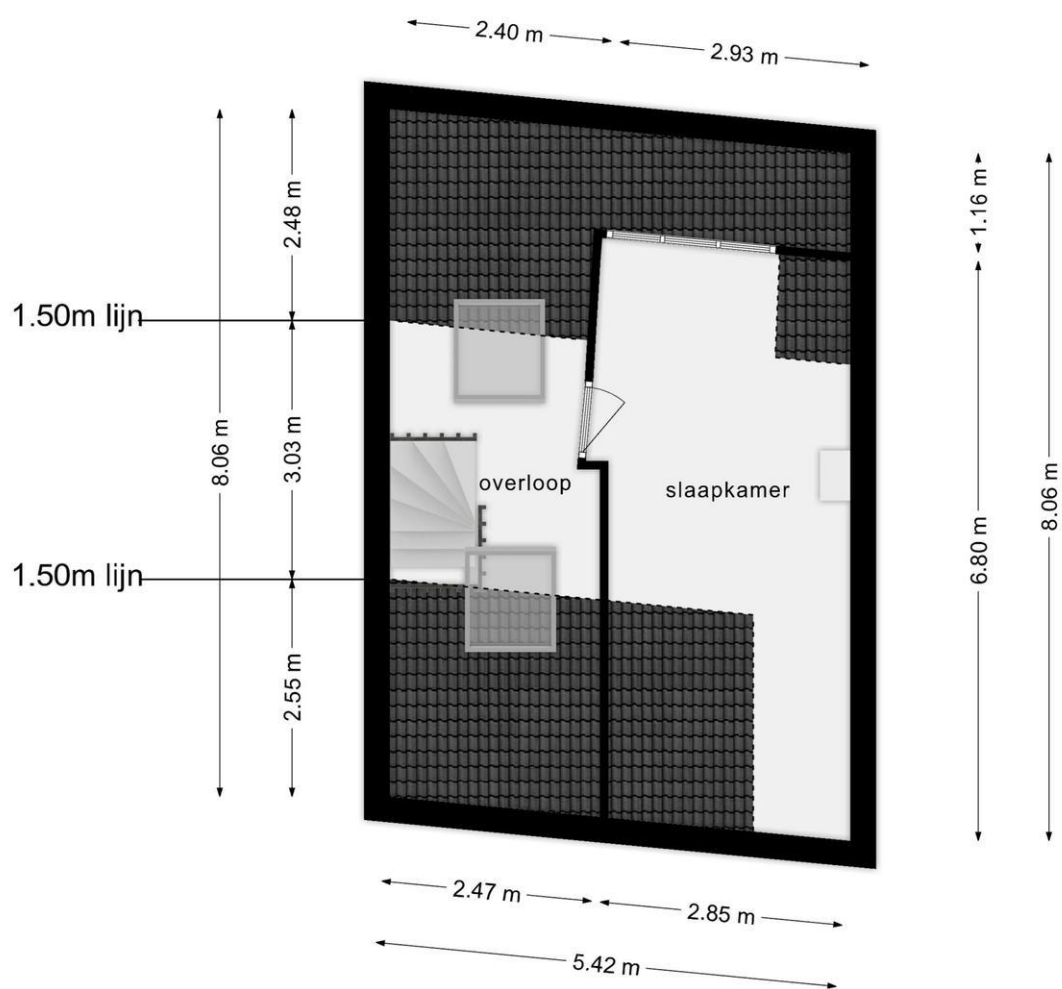 2.40 m
2.93 m
2.48 m
1.16 m
1.50m lijn
8.06 m
3.03 m
overloop
slaapkamer
8.06 m
6.80 m
1.50m lijn
2.55 m
2.47 m
2.85 m
5.42 m